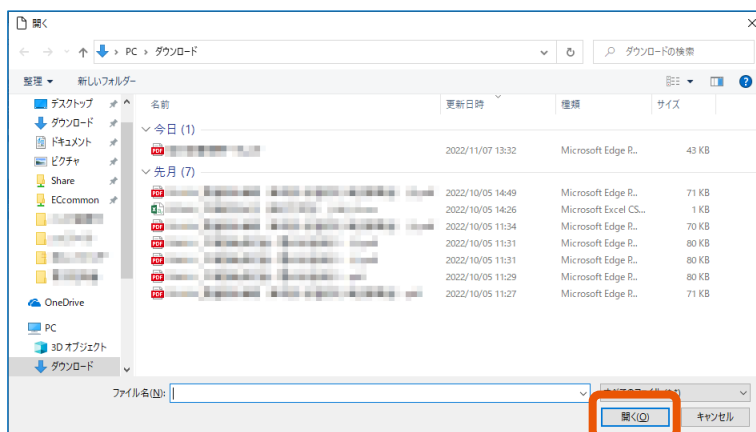 開く
PC › ダウンロード
ダウンロードの検索
整理 新しいフォルダー
名前 更新日時 種類 サイズ
デスクトップ
ダウンロード
ドキュメント
ピクチャ
Share
ECcommon
OneDrive
PC
3D オブジェクト
ダウンロード
今日 (1)
PDF 2022/11/07 13:32 Microsoft Edge P... 43 KB
先月 (7)
PDF 2022/10/05 14:49 Microsoft Edge P... 71 KB
2022/10/05 14:26 Microsoft Excel CS... 1 KB
PDF 2022/10/05 11:34 Microsoft Edge P... 70 KB
PDF 2022/10/05 11:31 Microsoft Edge P... 80 KB
PDF 2022/10/05 11:31 Microsoft Edge P... 80 KB
PDF 2022/10/05 11:29 Microsoft Edge P... 80 KB
PDF 2022/10/05 11:27 Microsoft Edge P... 71 KB
ファイル名(N):
開く(O) キャンセル